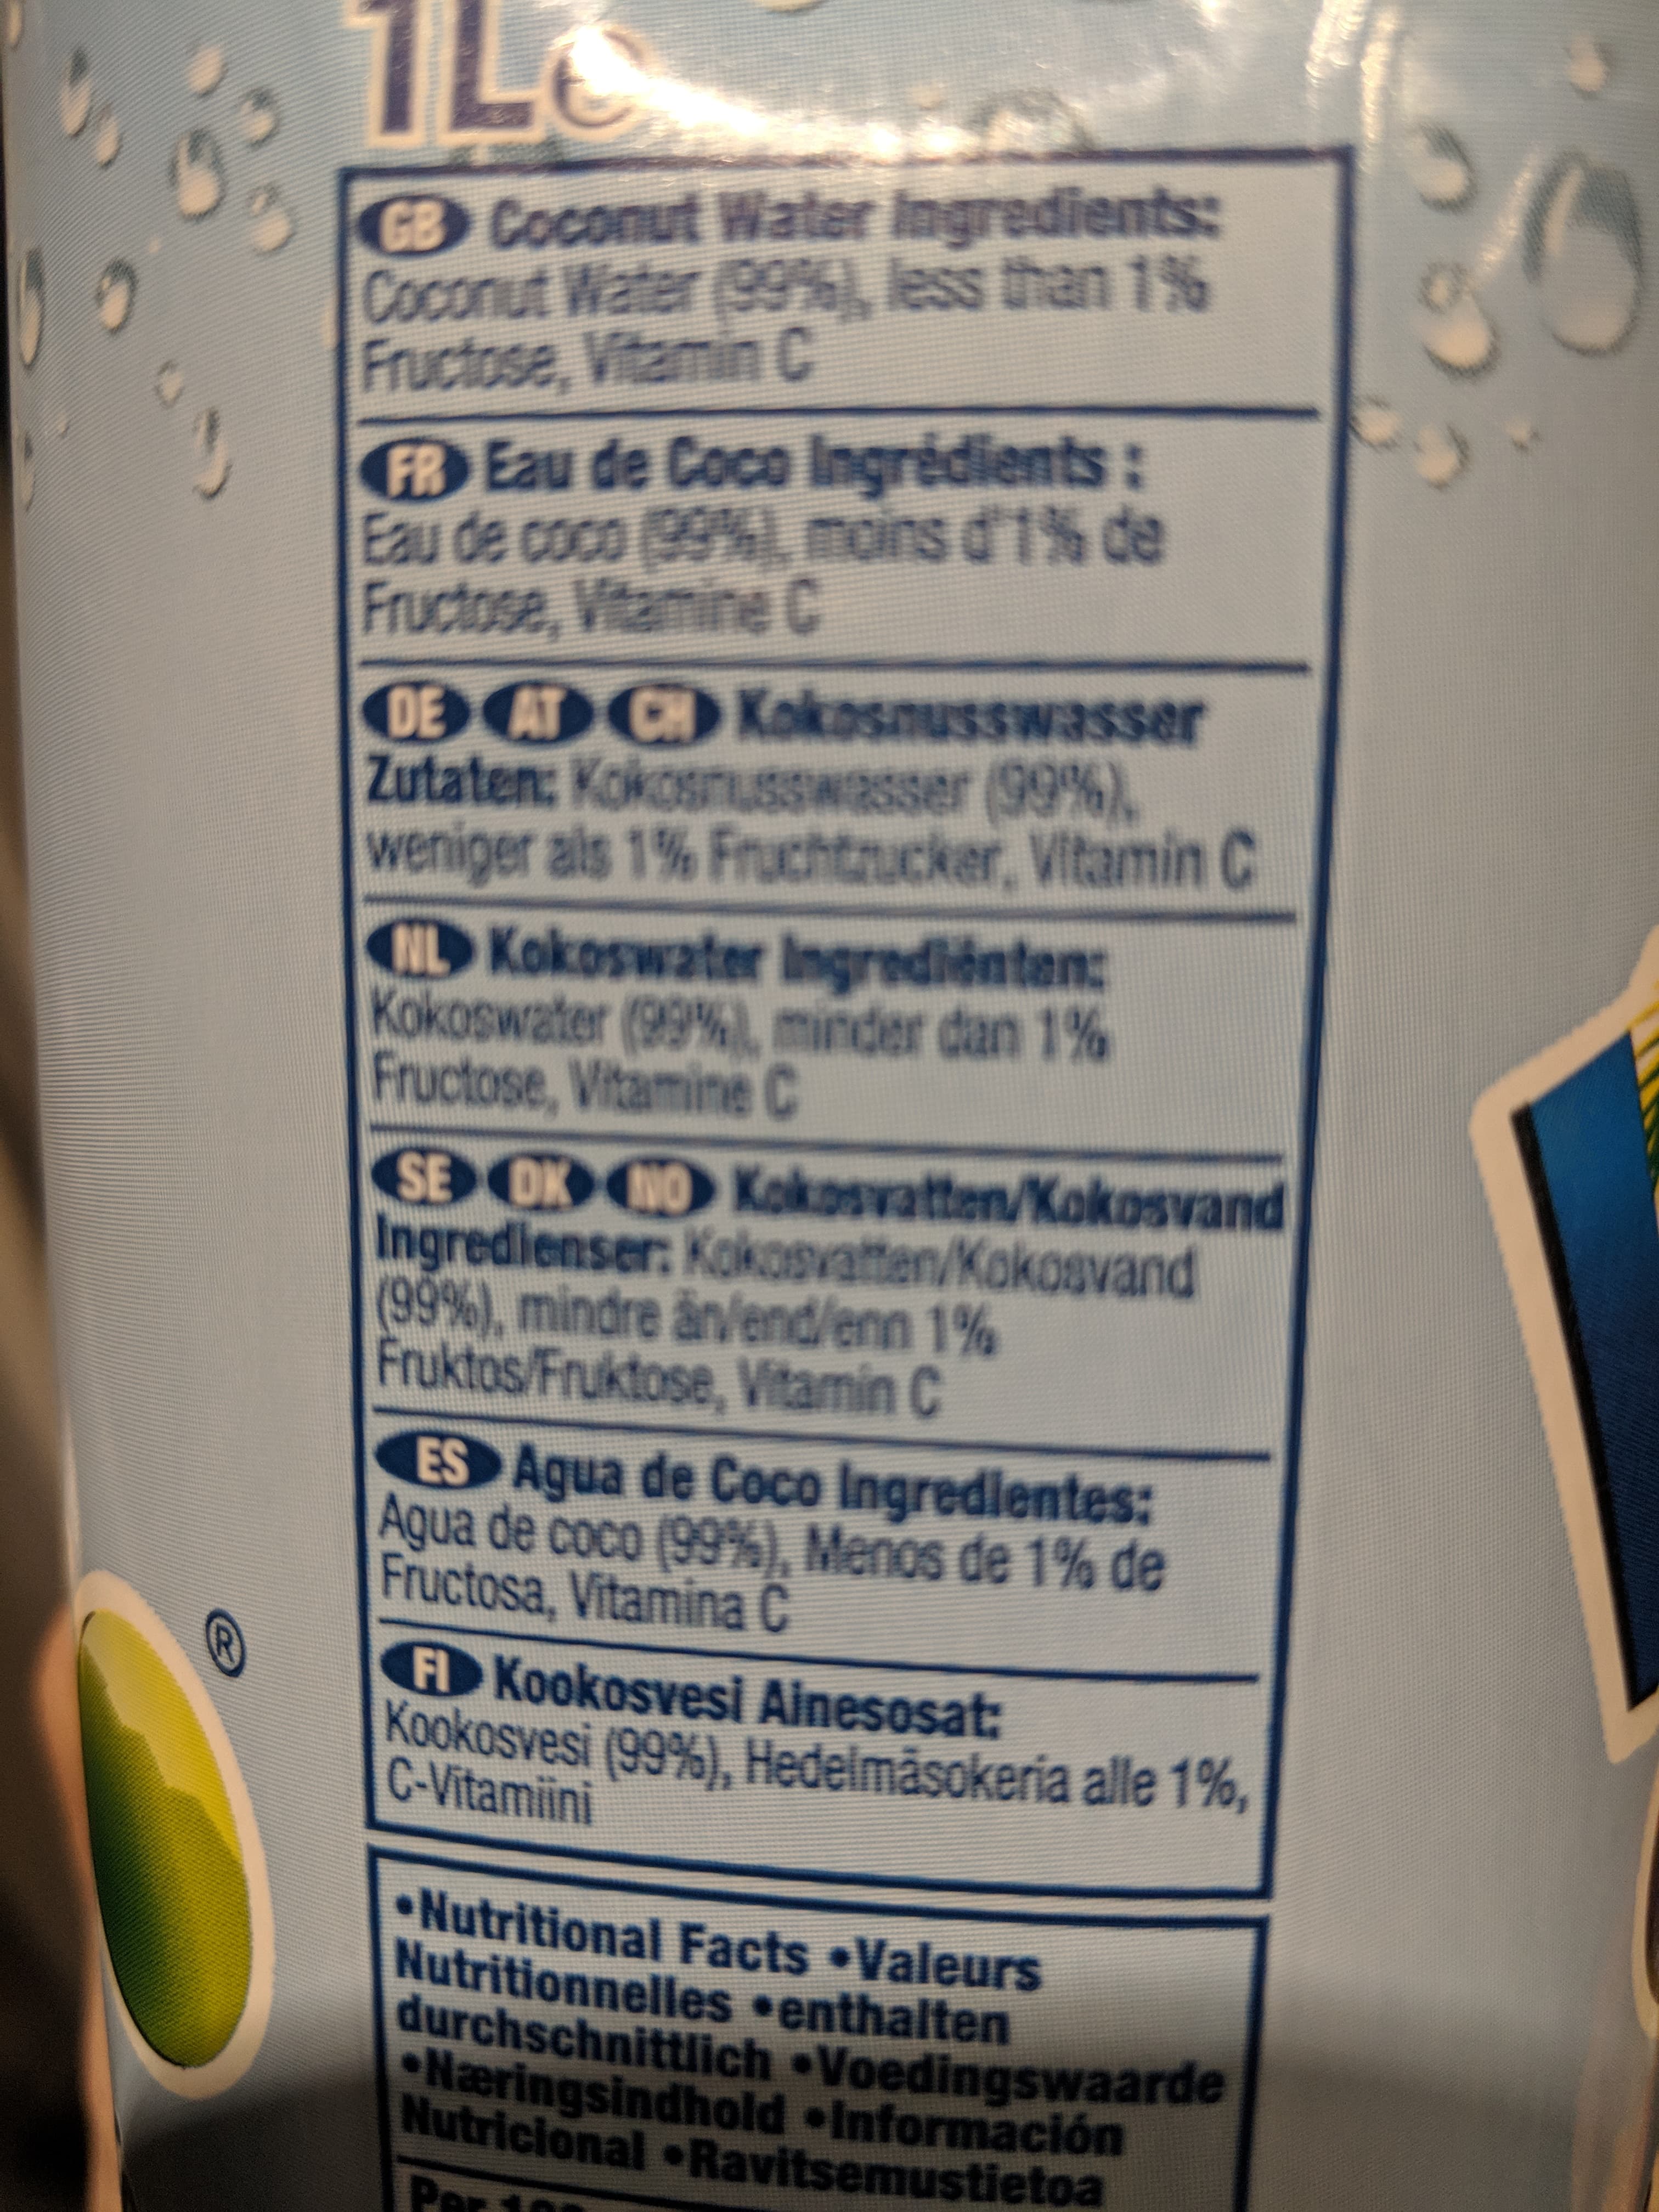 1Le
GB Coconut Water Ingredients:
Coconut Water (99%), less than 1%
Fructose, Vitamin C
FR Eau de Coco Ingrédients :
Eau de coco (99%), moins d'1% de
Fructose, Vitamine C
DE AT CH Kokosnusswasser
Zutaten: Kokosnusswasser (99%),
weniger als 1% Fruchtzucker, Vitamin C
NL Kokoswater Ingrediënten:
Kokoswater (99%), minder dan 1%
Fructose, Vitamine C
SE DK NO Kokosvatten/Kokosvand
Ingredienser: Kokosvatten/Kokosvand
(99%), mindre än/end/enn 1%
Fruktos/Fruktose, Vitamin C
ES Agua de Coco Ingredientes:
Agua de coco (99%), Menos de 1% de
Fructosa, Vitamina C
®
FI Kookosvesi Ainesosat:
Kookosvesi (99%), Hedelmäsokeria alle 1%,
C-Vitamiini
•Nutritional Facts •Valeurs
Nutritionnelles •enthalten
durchschnittlich •Voedingswaarde
•Næringsindhold •Información
Nutricional •Ravitsemustietoa
Per